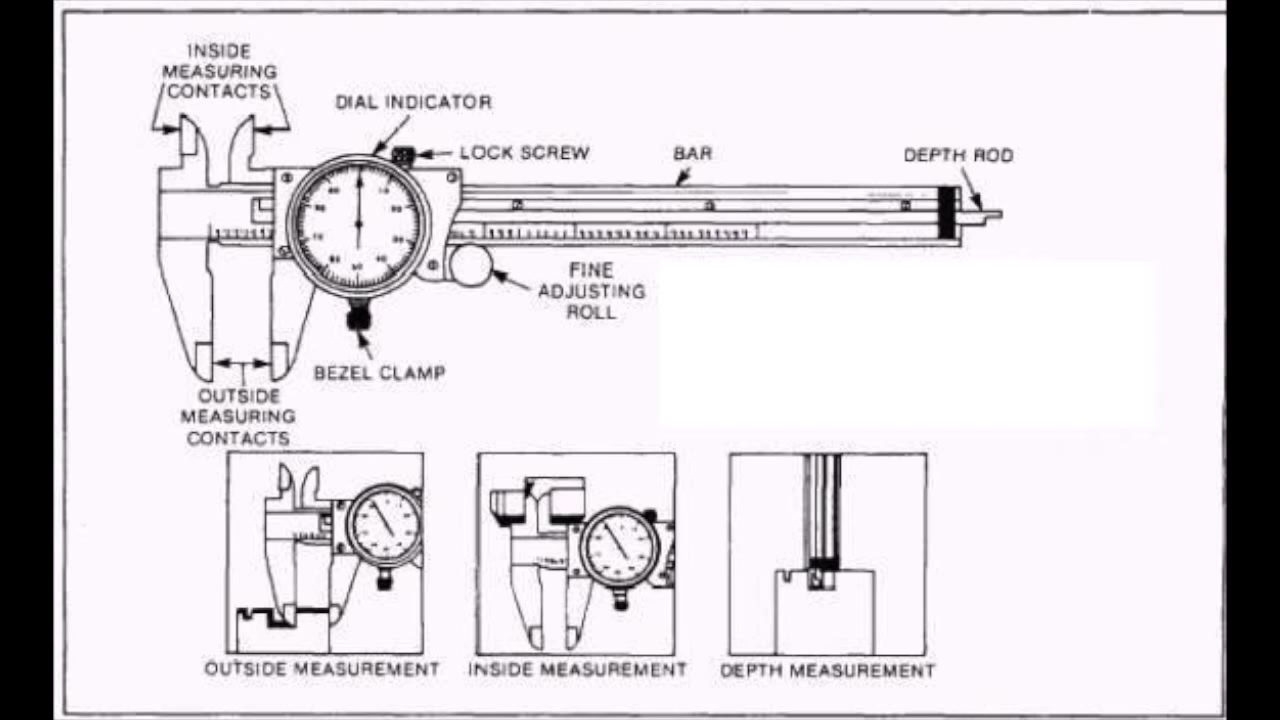 INSIDE
MEASURING
CONTACTS
DIAL INDICATOR
LOCK SCREW
BAR
DEPTH ROD
FINE
ADJUSTING
ROLL
BEZEL CLAMP
OUTSIDE
MEASURING
CONTACTS
OUTSIDE MEASUREMENT
INSIDE MEASUREMENT
DEPTH MEASUREMENT